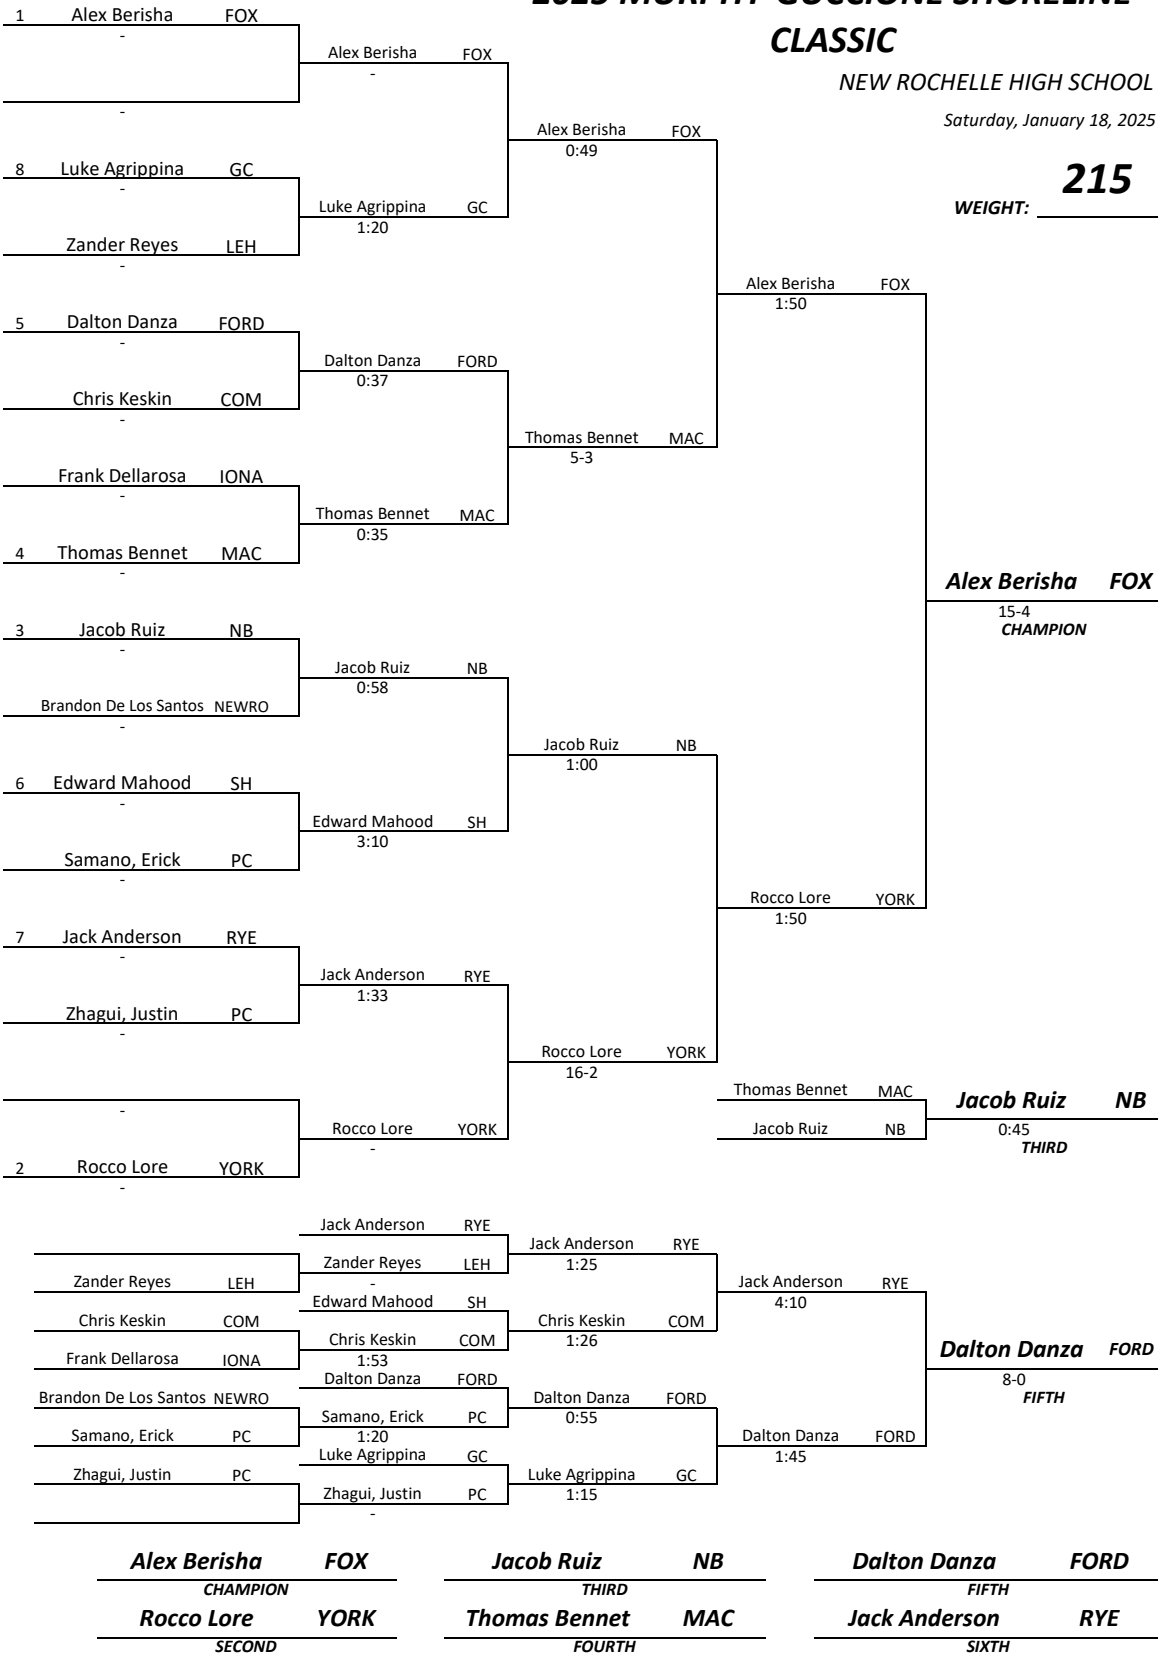 CLASSIC
NEW ROCHELLE HIGH SCHOOL
Saturday, January 18, 2025
215
WEIGHT:
1 Alex Berisha FOX
-
-
8 Luke Agrippina GC
-
Zander Reyes LEH
-
5 Dalton Danza FORD
-
Chris Keskin COM
-
Frank Dellarosa IONA
-
4 Thomas Bennet MAC
-
3 Jacob Ruiz NB
-
Brandon De Los Santos NEWRO
-
6 Edward Mahood SH
-
Samano, Erick PC
-
7 Jack Anderson RYE
-
Zhagui, Justin PC
-
-
2 Rocco Lore YORK
-
Alex Berisha FOX
-
Luke Agrippina GC
1:20
Dalton Danza FORD
0:37
Thomas Bennet MAC
0:35
Jacob Ruiz NB
0:58
Edward Mahood SH
3:10
Jack Anderson RYE
1:33
Rocco Lore YORK
-
Alex Berisha FOX
0:49
Thomas Bennet MAC
5-3
Jacob Ruiz NB
1:00
Rocco Lore YORK
16-2
Alex Berisha FOX
1:50
Rocco Lore YORK
1:50
Alex Berisha FOX
15-4
CHAMPION
Thomas Bennet MAC
Jacob Ruiz NB
Jacob Ruiz NB
0:45
THIRD
Zander Reyes LEH
Chris Keskin COM
Frank Dellarosa IONA
Brandon De Los Santos NEWRO
Samano, Erick PC
Zhagui, Justin PC
Jack Anderson RYE
Zander Reyes LEH
-
Edward Mahood SH
Chris Keskin COM
1:53
Dalton Danza FORD
Samano, Erick PC
1:20
Luke Agrippina GC
Zhagui, Justin PC
-
Jack Anderson RYE
1:25
Chris Keskin COM
1:26
Dalton Danza FORD
0:55
Luke Agrippina GC
1:15
Jack Anderson RYE
4:10
Dalton Danza FORD
1:45
Dalton Danza FORD
8-0
FIFTH
Alex Berisha FOX Jacob Ruiz NB Dalton Danza FORD
CHAMPION THIRD FIFTH
Rocco Lore YORK Thomas Bennet MAC Jack Anderson RYE
SECOND FOURTH SIXTH